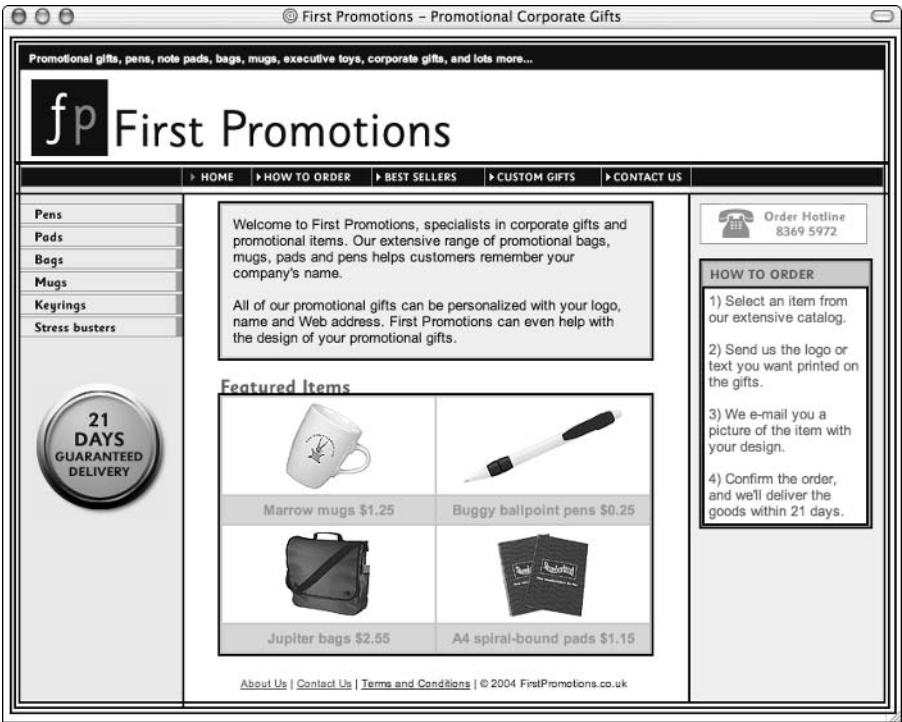 @ First Promotions – Promotional Corporate Gifts
Promotional gifts, pens, note pads, bags, mugs, executive toys, corporate gifts, and lots more...
fp First Promotions
HOME HOW TO ORDER BEST SELLERS CUSTOM GIFTS CONTACT US
Pens
Pads
Bags
Mugs
Keyrings
Stress busters
21
DAYS
GUARANTEED
DELIVERY
Welcome to First Promotions, specialists in corporate gifts and
promotional items. Our extensive range of promotional bags,
mugs, pads and pens helps customers remember your
company's name.
All of our promotional gifts can be personalized with your logo,
name and Web address. First Promotions can even help with
the design of your promotional gifts.
Featured Items
Marrow mugs $1.25
Buggy ballpoint pens $0.25
Jupiter bags $2.55
A4 spiral-bound pads $1.15
Order Hotline
8369 5972
HOW TO ORDER
1) Select an item from
our extensive catalog.
2) Send us the logo or
text you want printed on
the gifts.
3) We e-mail you a
picture of the item with
your design.
4) Confirm the order,
and we'll deliver the
goods within 21 days.
About Us | Contact Us | Terms and Conditions | © 2004 FirstPromotions.co.uk